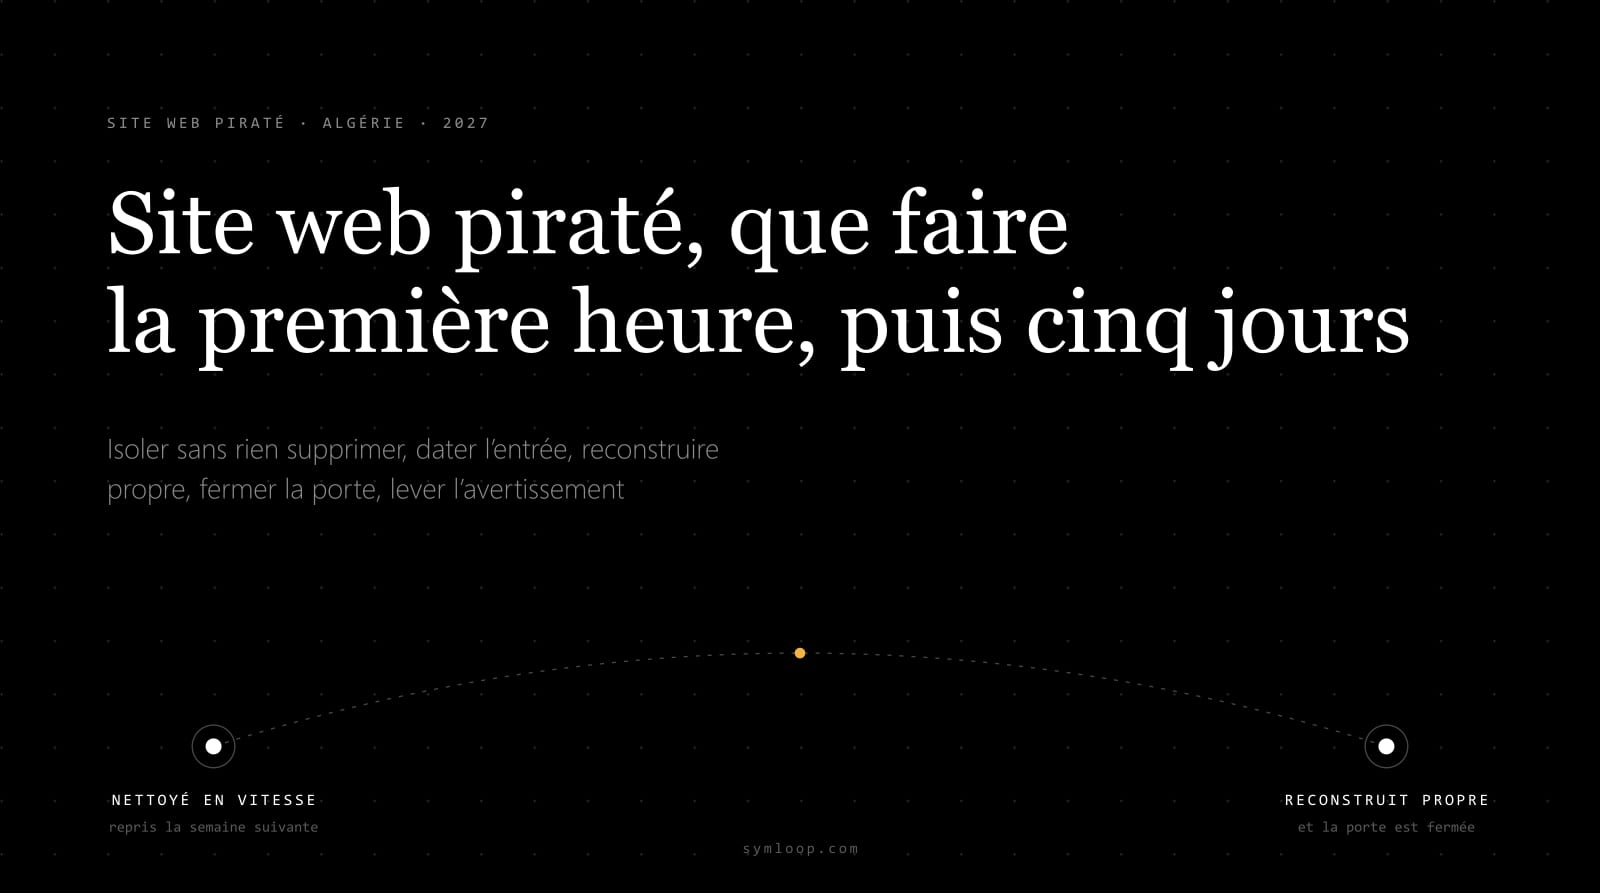 SITE WEB PIRATÉ · ALGÉRIE · 2027
Site web piraté, que faire
la première heure, puis cinq jours
Isoler sans rien supprimer, dater l’entrée, reconstruire
propre, fermer la porte, lever l’avertissement
NETTOYÉ EN VITESSE
repris la semaine suivante
RECONSTRUIT PROPRE
et la porte est fermée
symloop.com